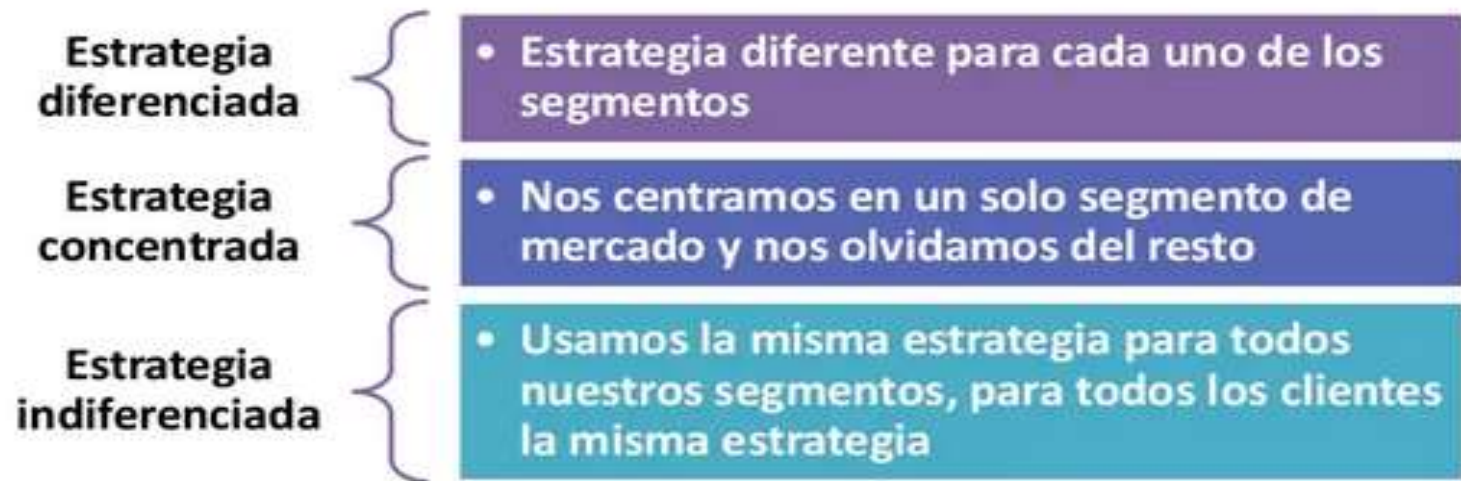 Estrategia
diferenciada
• Estrategia diferente para cada uno de los
segmentos
Estrategia
concentrada
• Nos centramos en un solo segmento de
mercado y nos olvidamos del resto
Estrategia
indiferenciada
• Usamos la misma estrategia para todos
nuestros segmentos, para todos los clientes
la misma estrategia